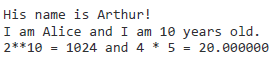 His name is Arthur!
I am Alice and I am 10 years old.
2**10 = 1024 and 4 * 5 = 20.000000